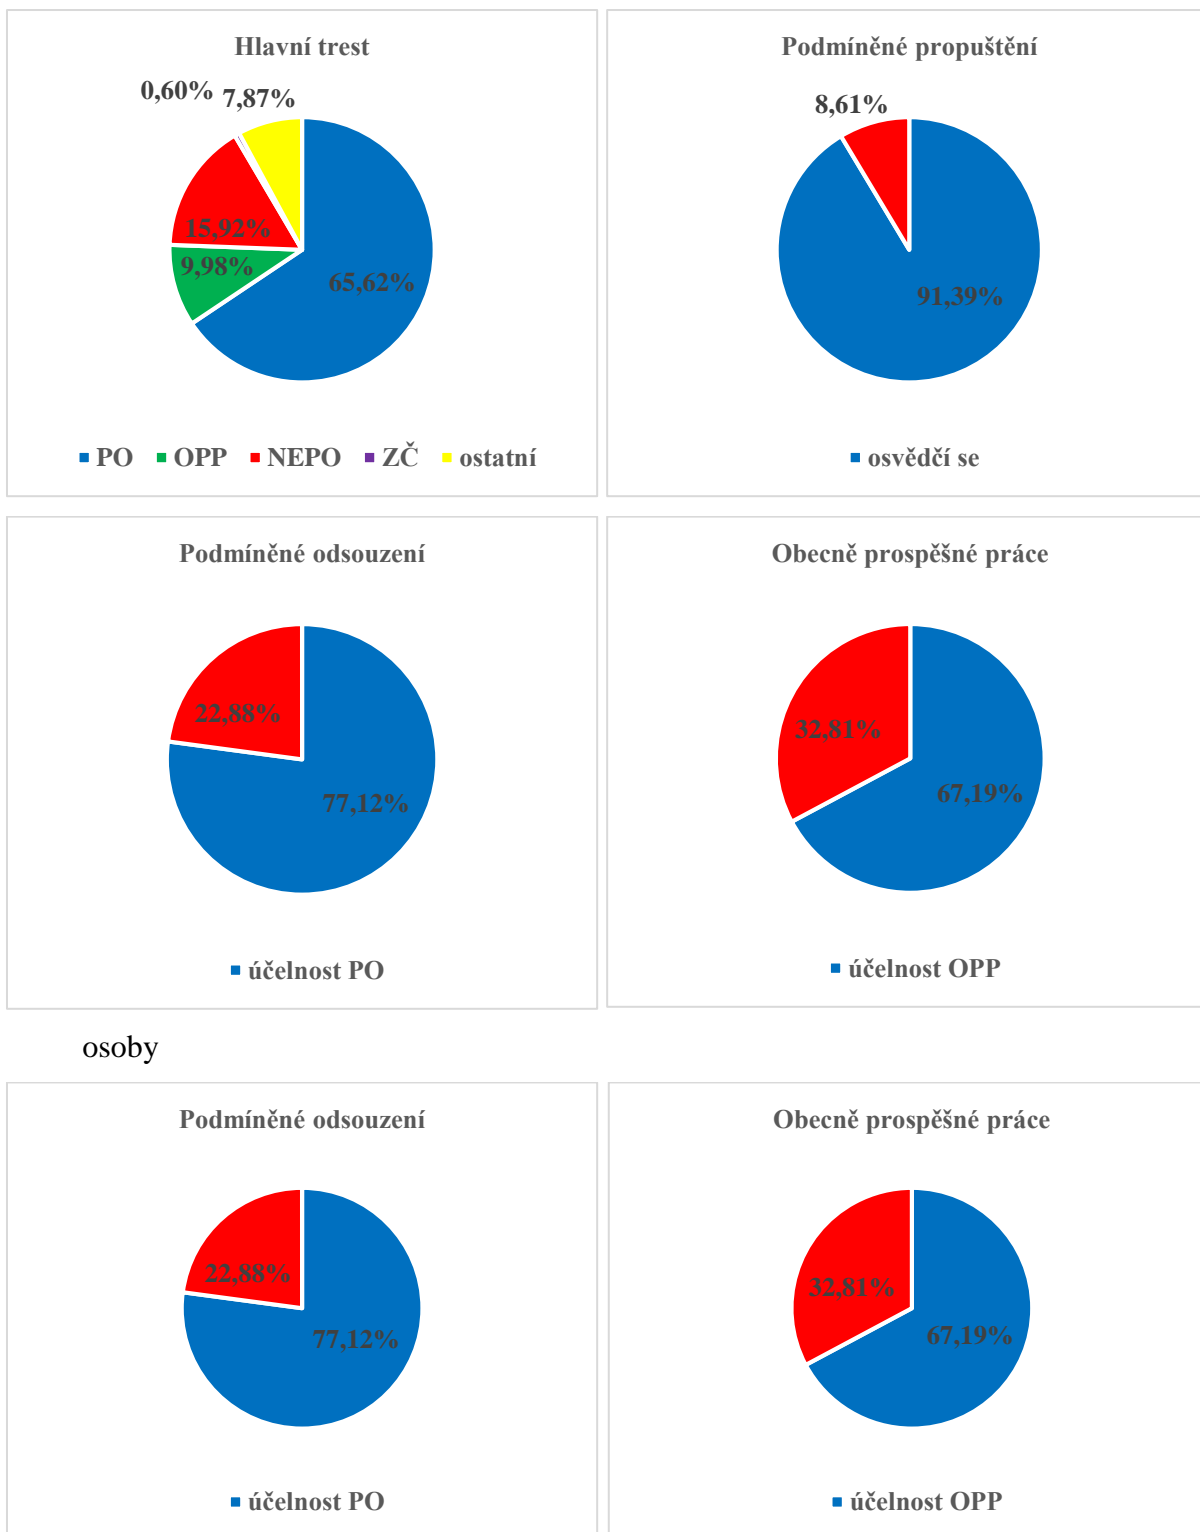 Hlavní trest
0,60% 7,87%
15,92%
9,98%
65,62%
PO OPP NEPO ZČ ostatní
Podmíněné propuštění
8,61%
91,39%
osvědčí se
Podmíněné odsouzení
22,88%
77,12%
účelnost PO
Obecně prospěšné práce
32,81%
67,19%
účelnost OPP
osoby
Podmíněné odsouzení
22,88%
77,12%
účelnost PO
Obecně prospěšné práce
32,81%
67,19%
účelnost OPP